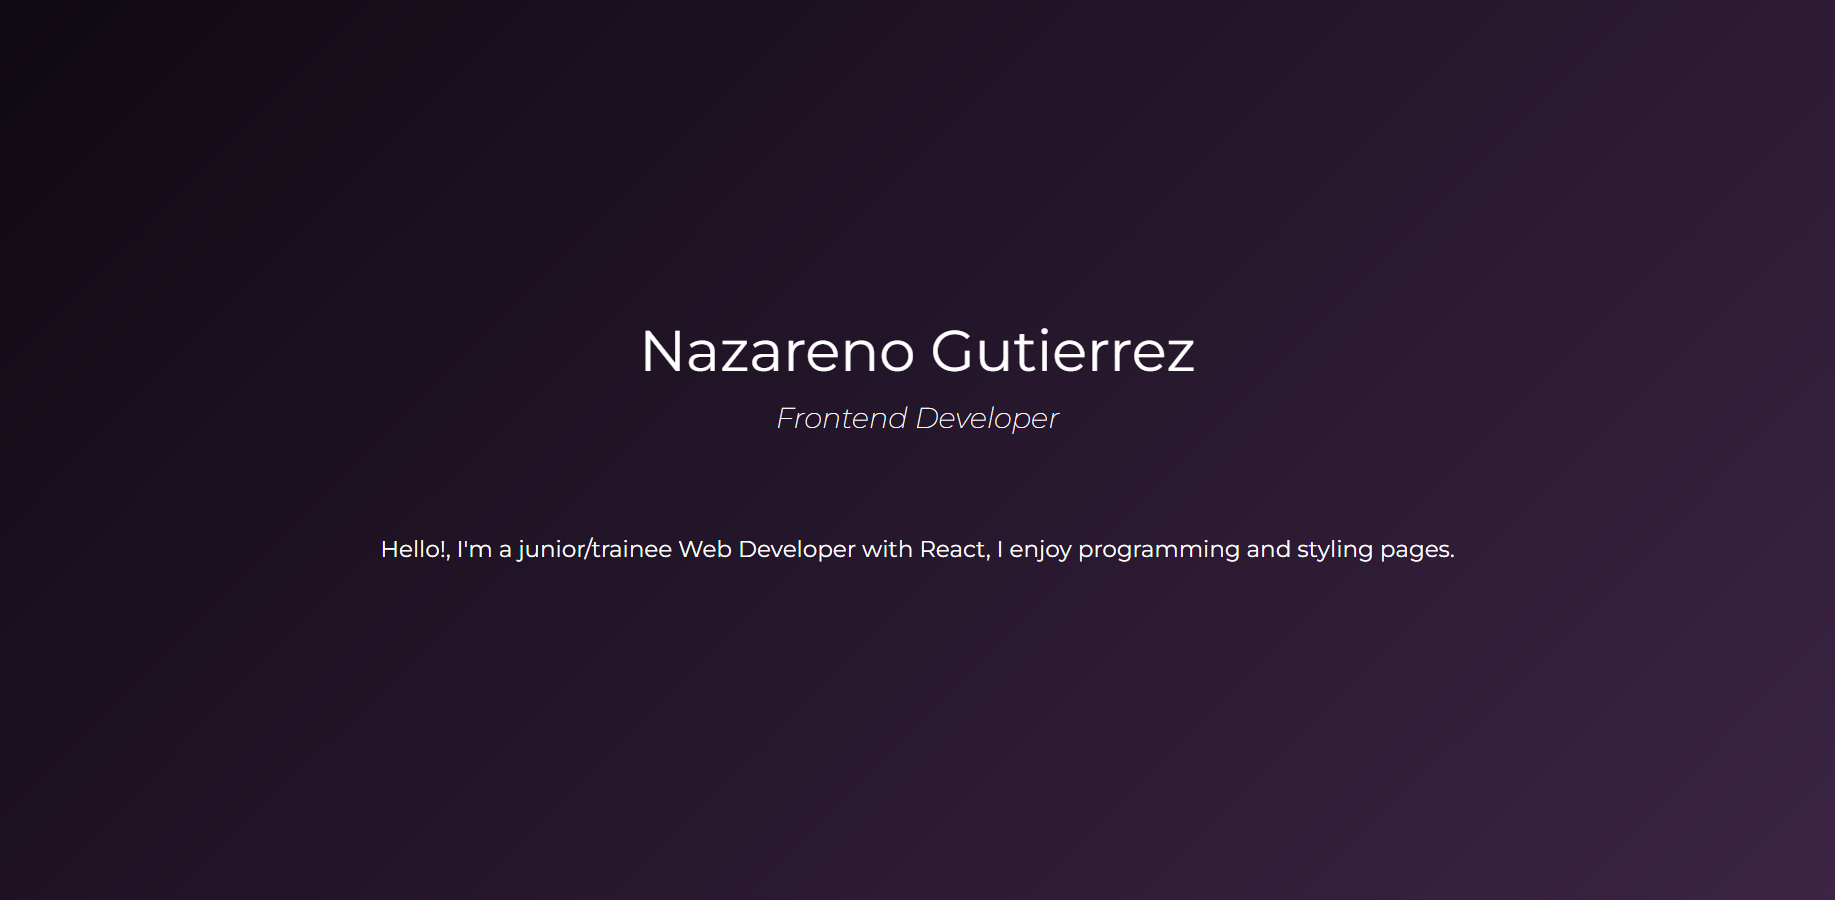 Nazareno Gutierrez
Frontend Developer
Hello!, I'm a junior/trainee Web Developer with React, I enjoy programming and styling pages.